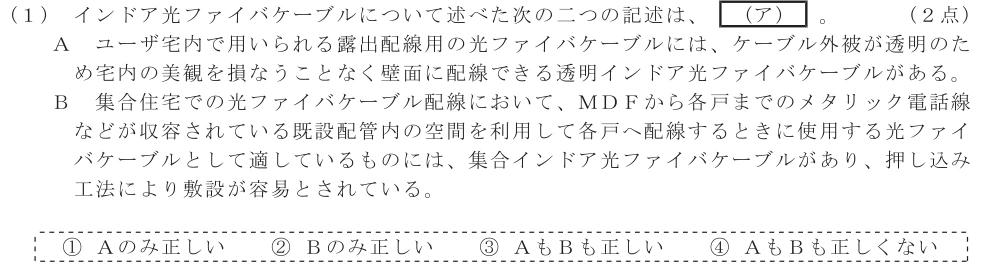 （１） インドア光ファイバケーブルについて述べた次の二つの記述は、 （ア） 。 （２点）
Ａ ユーザ宅内で用いられる露出配線用の光ファイバケーブルには、ケーブル外被が透明のた
め宅内の美観を損なうことなく壁面に配線できる透明インドア光ファイバケーブルがある。
Ｂ 集合住宅での光ファイバケーブル配線において、ＭＤＦから各戸までのメタリック電話線
などが収容されている既設配管内の空間を利用して各戸へ配線するときに使用する光ファイ
バケーブルとして適しているものには、集合インドア光ファイバケーブルがあり、押し込み
工法により敷設が容易とされている。
① Ａのみ正しい ② Ｂのみ正しい ③ ＡもＢも正しい ④ ＡもＢも正しくない